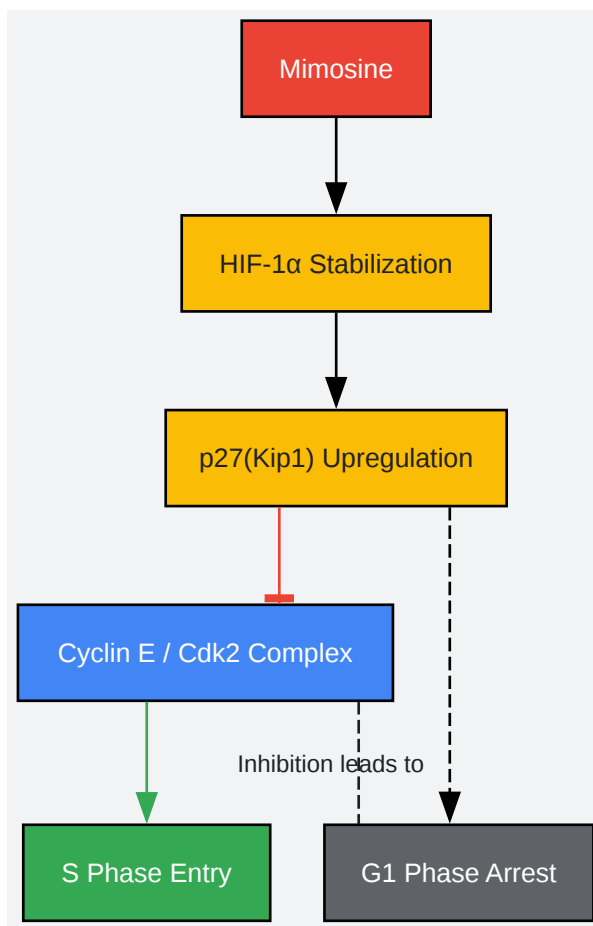 Mimosine
HIF-1α Stabilization
p27(Kip1) Upregulation
Cyclin E / Cdk2 Complex
Inhibition leads to
S Phase Entry
G1 Phase Arrest